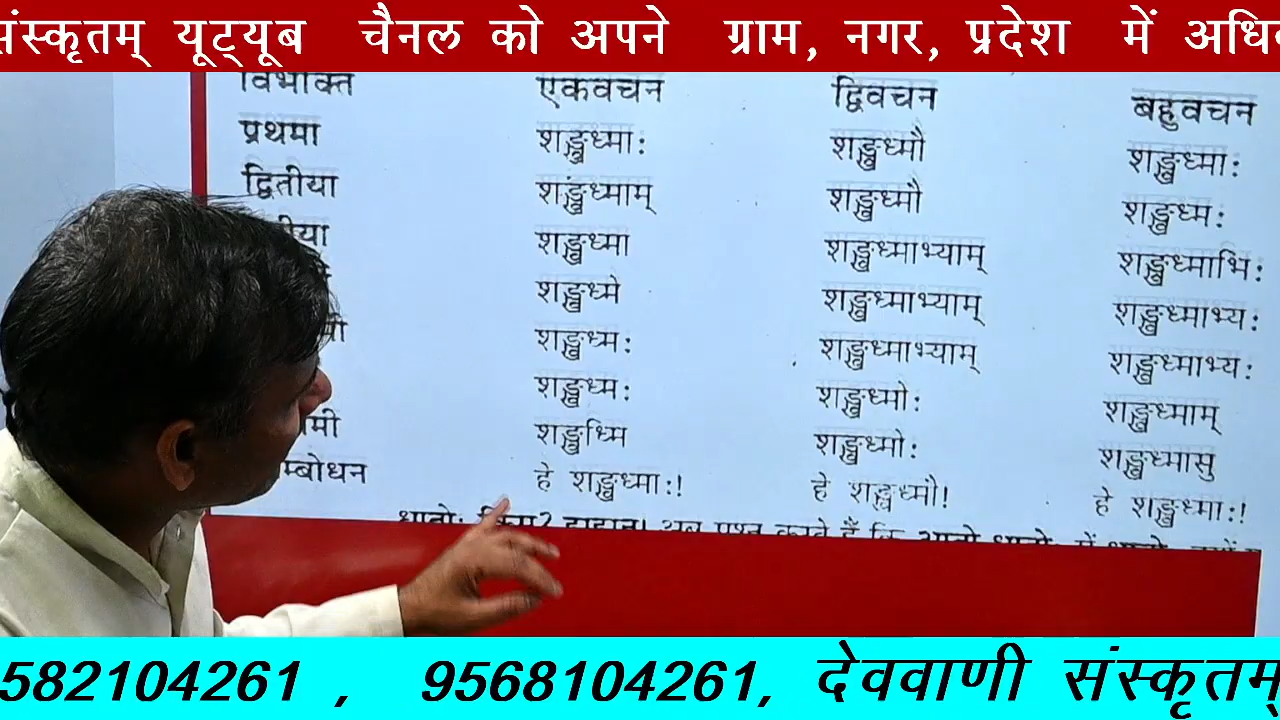 संस्कृतम् यूट्यूब चैनल को अपने ग्राम, नगर, प्रदेश में
विभक्ति एकवचन द्विवचन बहुवचन
प्रथमा शङ्खध्माः शङ्खध्मौ शङ्खध्माः
द्वितीया शङ्खध्माम् शङ्खध्मौ शङ्खध्मः
शङ्खध्मा शङ्खध्माभ्याम् शङ्खध्माभिः
शङ्खध्मे शङ्खध्माभ्याम् शङ्खध्माभ्यः
शङ्खध्मः शङ्खध्माभ्याम् शङ्खध्माभ्यः
शङ्खध्मः शङ्खध्मोः शङ्खध्माम्
शङ्खध्मि शङ्खध्मोः शङ्खध्मासु
म्बोधन हे शङ्खध्माः! हे शङ्खध्मौ! हे शङ्खध्माः!
582104261 , 9568104261, देववाणी संस्कृतम्